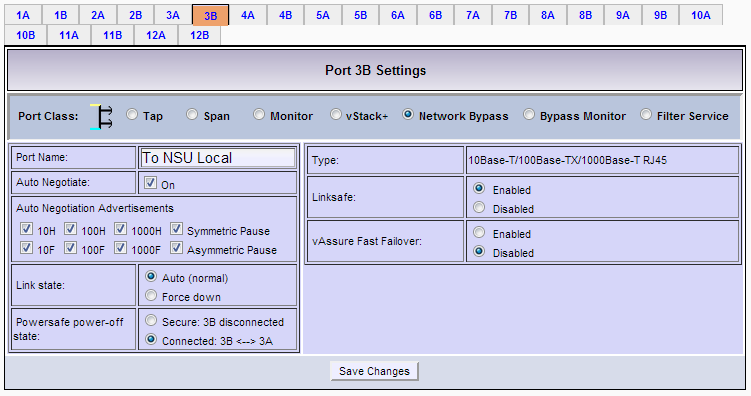 1A 1B 2A 2B 3A 3B 4A 4B 5A 5B 6A 6B 7A 7B 8A 8B 9A 9B 10A
10B 11A 11B 12A 12B
Port 3B Settings
Port Class: Tap Span Monitor vStack+ Network Bypass Bypass Monitor Filter Service
Port Name: To NSU Local
Auto Negotiate: On
Auto Negotiation Advertisements
10H 100H 1000H Symmetric Pause
10F 100F 1000F Asymmetric Pause
Link state: Auto (normal)
Force down
Powersafe power-off state: Secure: 3B disconnected
Connected: 3B <--> 3A
Type: 10Base-T/100Base-TX/1000Base-T RJ45
Linksafe: Enabled
Disabled
vAssure Fast Failover: Enabled
Disabled
Save Changes